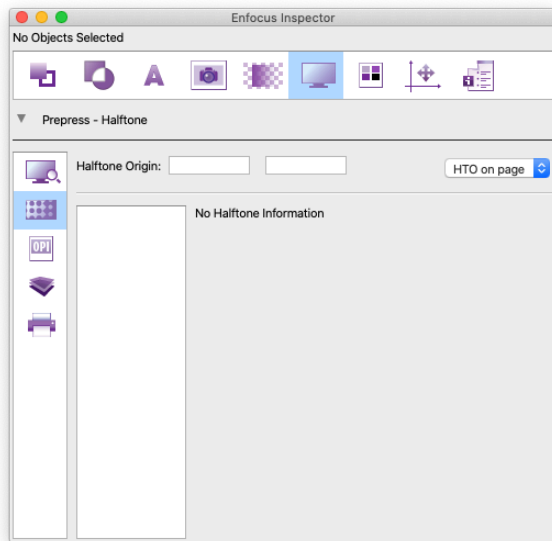 Enfocus Inspector
No Objects Selected
A
Prepress - Halftone
Halftone Origin:
HTO on page
No Halftone Information
OPI